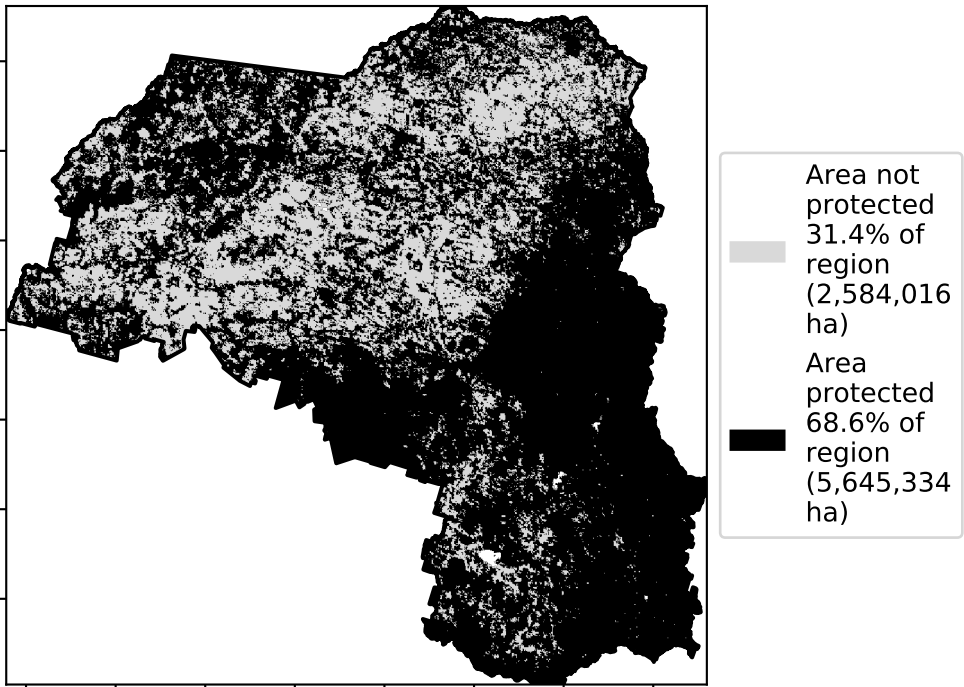 Area not
protected
31.4% of
region
(2,584,016
ha)
Area
protected
68.6% of
region
(5,645,334
ha)